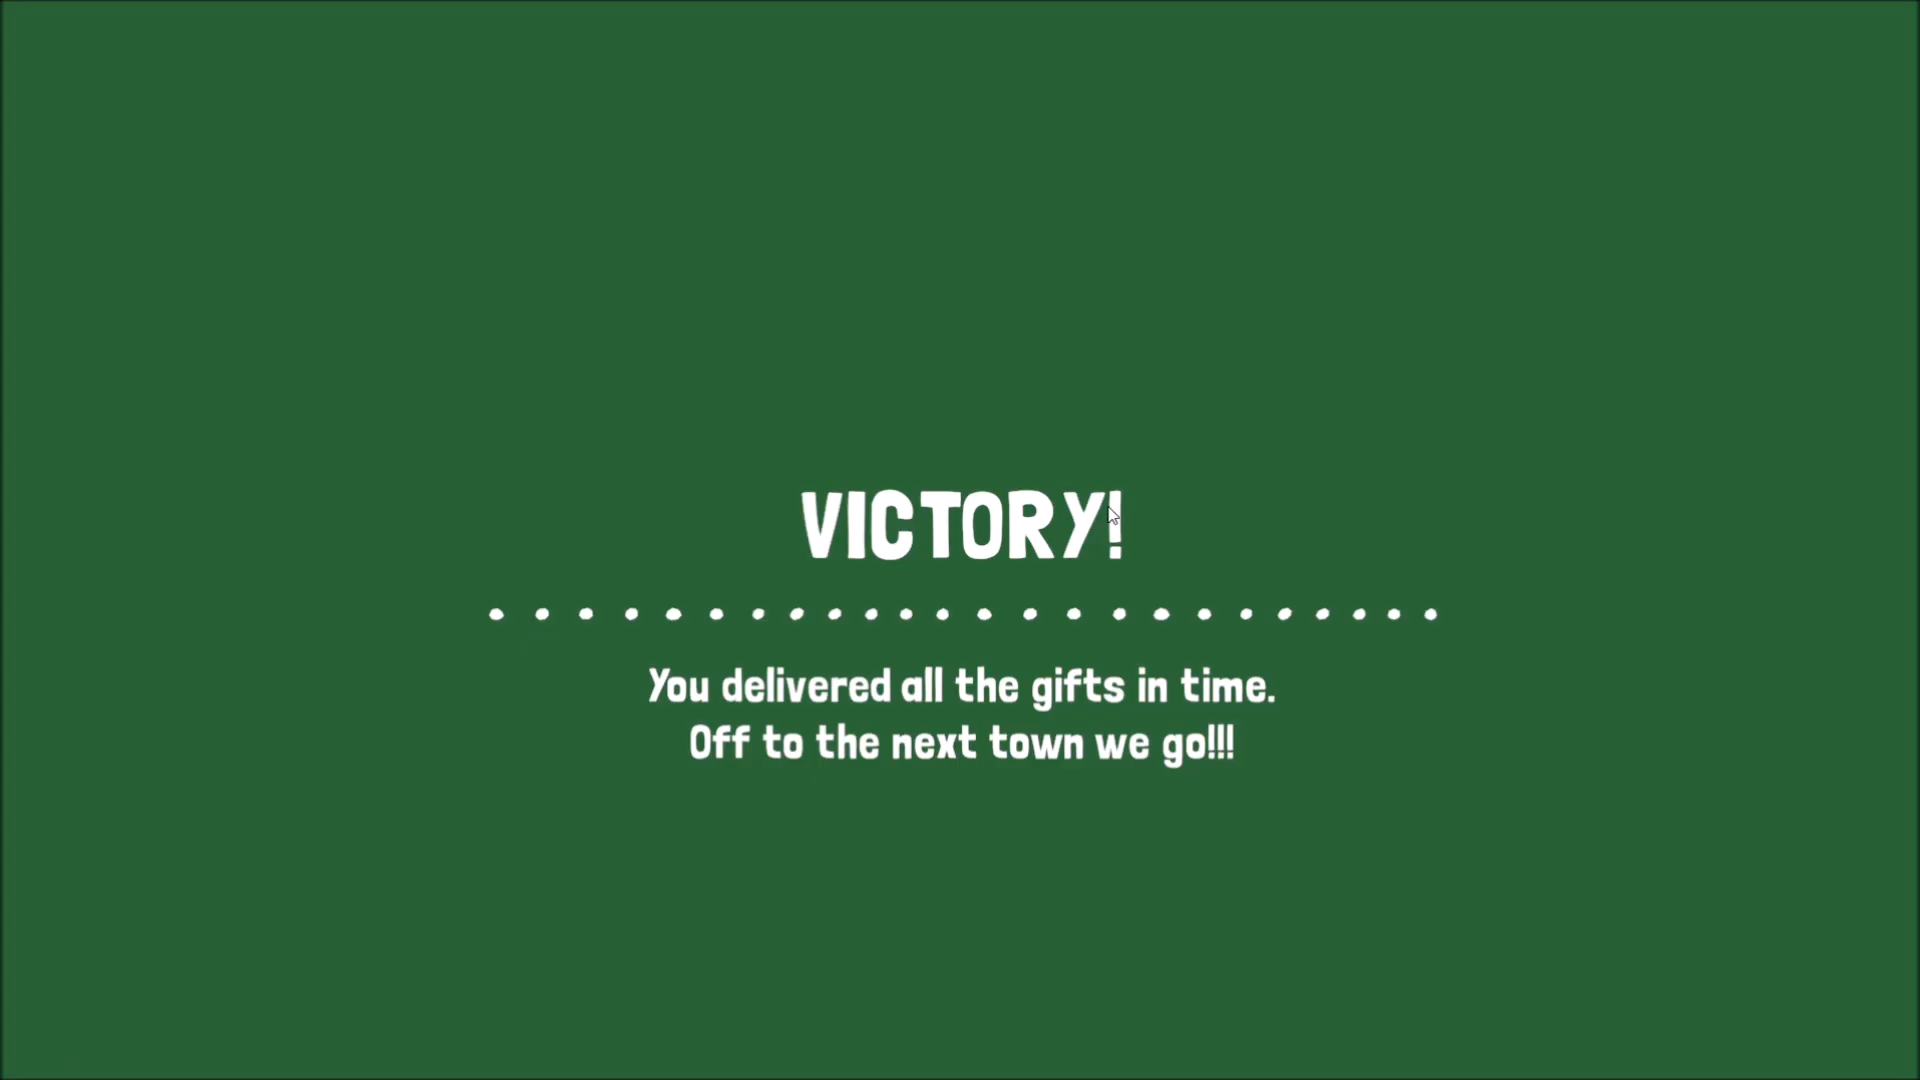 VICTORY!
You delivered all the gifts in time.
Off to the next town we go!!!